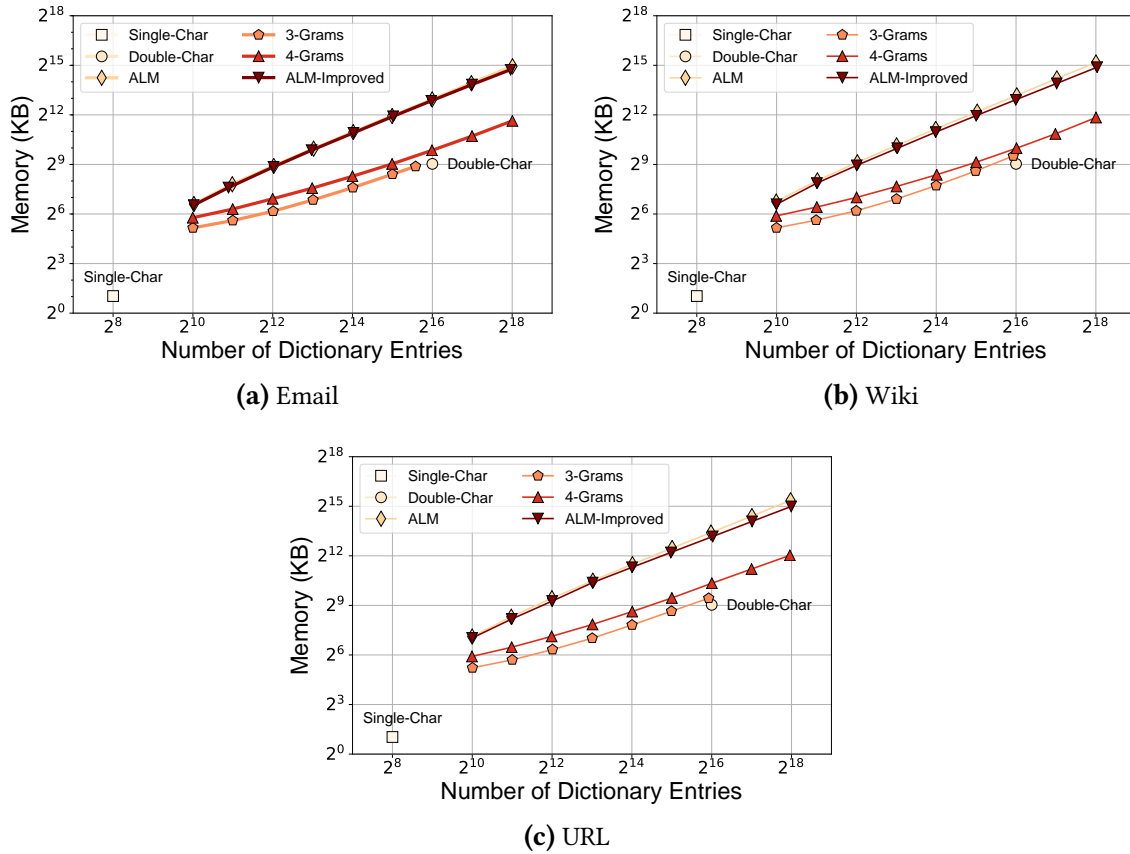 2^18
2^15
2^12
2^9
2^6
2^3
2^0
Memory (KB)
Single-Char
Double-Char
ALM
3-Grams
4-Grams
ALM-Improved
Double-Char
Single-Char
2^8 2^10 2^12 2^14 2^16 2^18
Number of Dictionary Entries
(a) Email
2^18
2^15
2^12
2^9
2^6
2^3
2^0
Memory (KB)
Single-Char
Double-Char
ALM
3-Grams
4-Grams
ALM-Improved
Double-Char
Single-Char
2^8 2^10 2^12 2^14 2^16 2^18
Number of Dictionary Entries
(b) Wiki
2^18
2^15
2^12
2^9
2^6
2^3
2^0
Memory (KB)
Single-Char
Double-Char
ALM
3-Grams
4-Grams
ALM-Improved
Double-Char
Single-Char
2^8 2^10 2^12 2^14 2^16 2^18
Number of Dictionary Entries
(c) URL